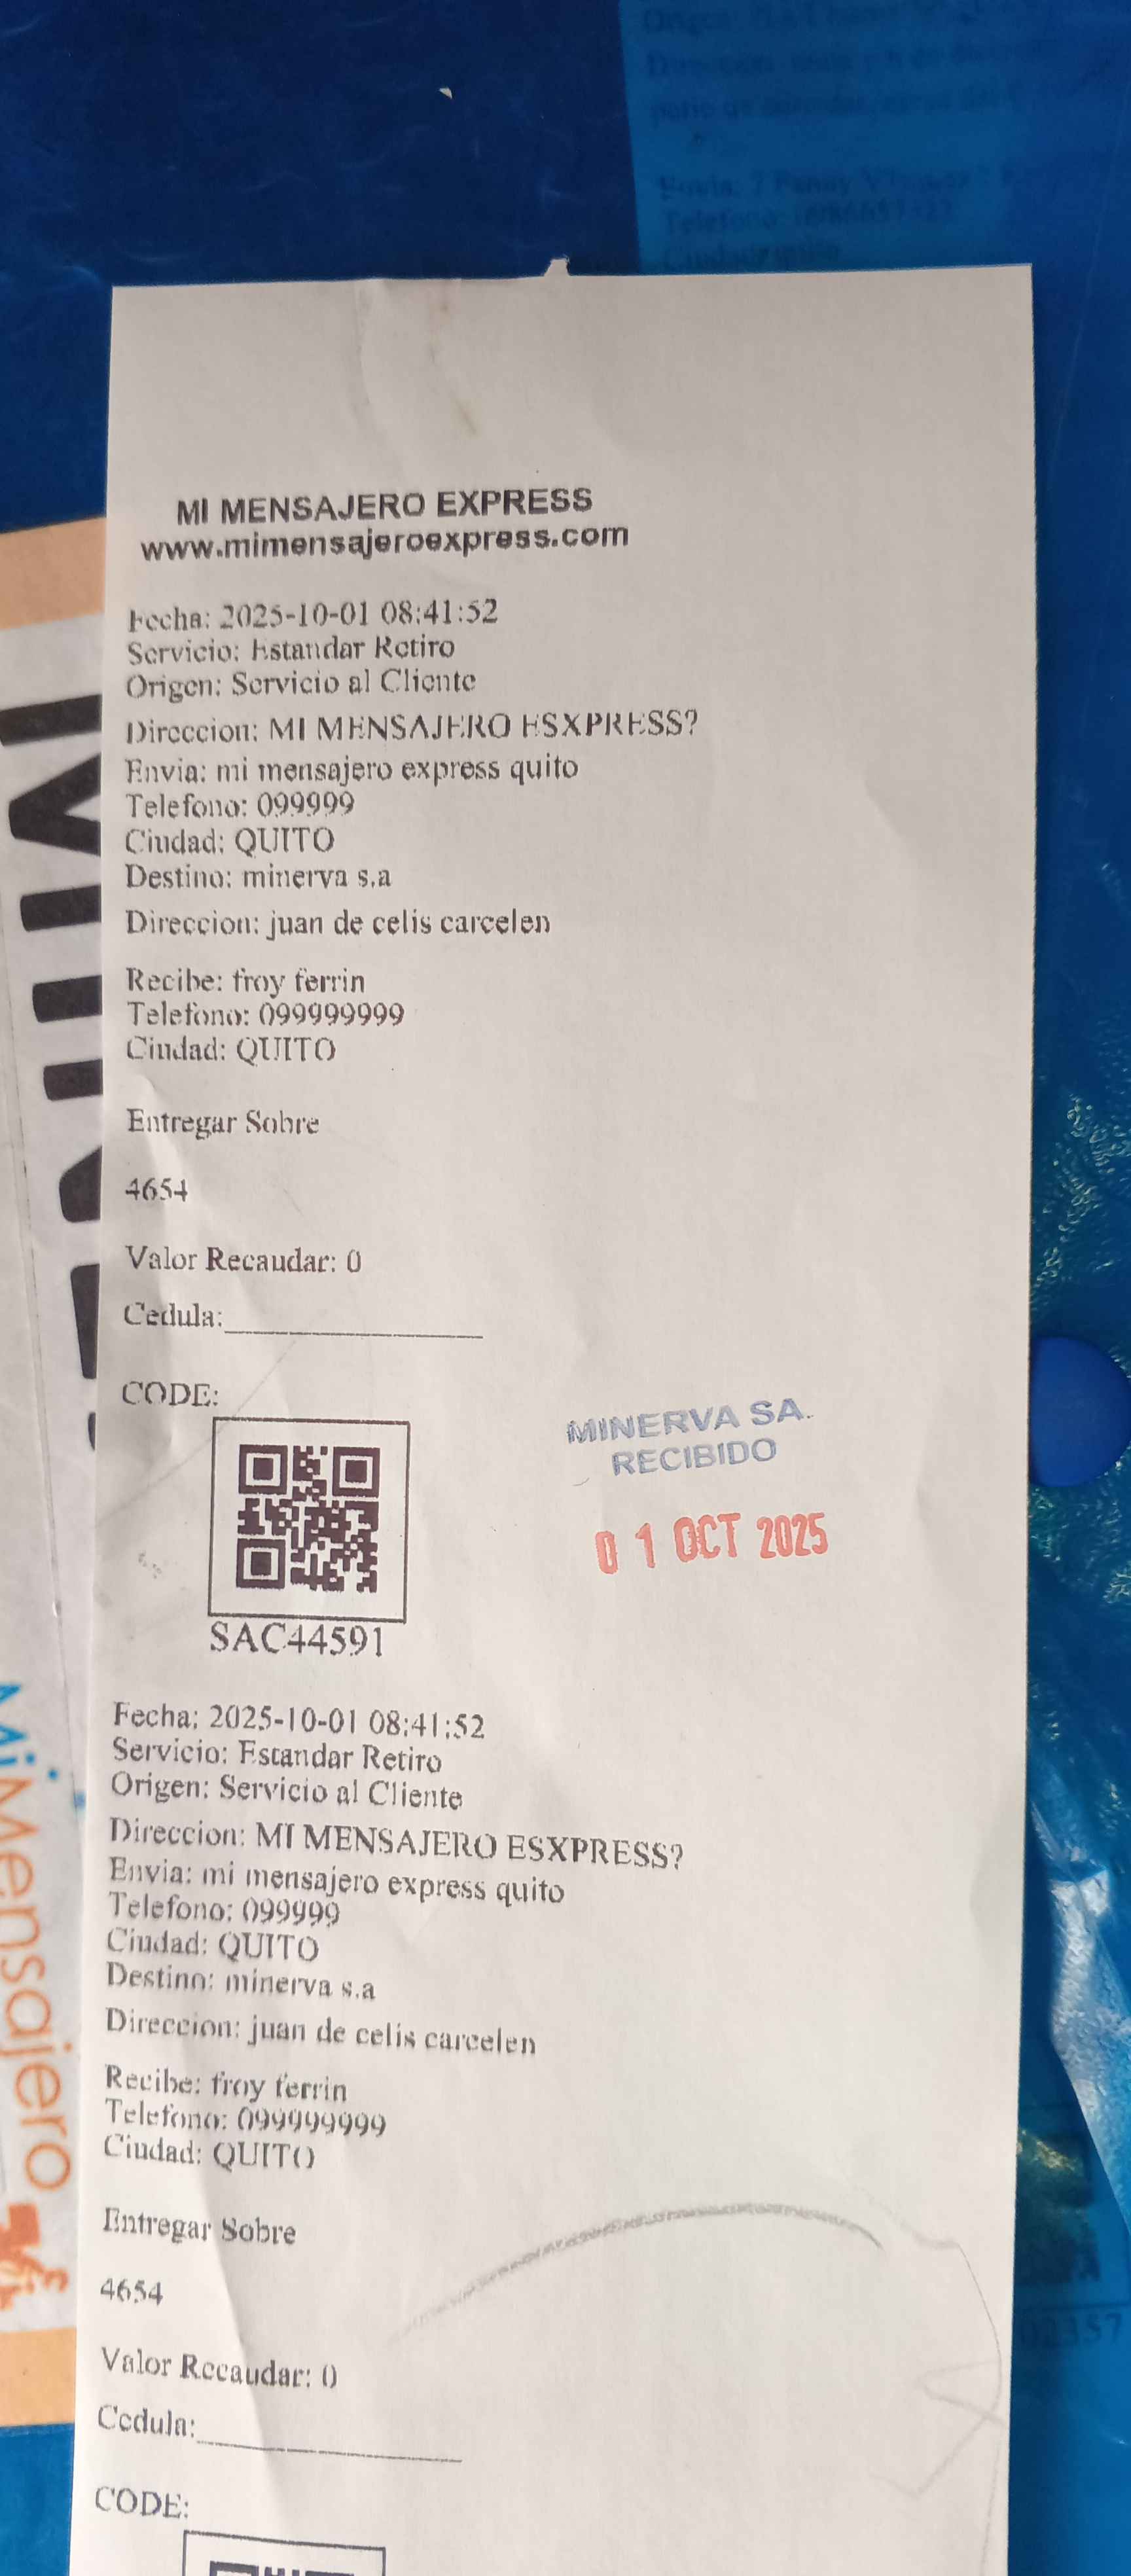 MI MENSAJERO EXPRESS
www.mimensajeroexpress.com
Fecha: 2025-10-01 08:41:52
Servicio: Estandar Retiro
Origen: Servicio al Cliente
Direccion: MI MENSAJERO ESXPRESS?
Envia: mi mensajero express quito
Telefono: 099999
Ciudad: QUITO
Destino: minerva s.a
Direccion: juan de celis carcelen
Recibe: froy ferrin
Telefono: 099999999
Ciudad: QUITO
Entregar Sobre
4654
Valor Recaudar: 0
Cedula:
CODE:
SAC44591
MINERVA SA.
RECIBIDO
01 OCT 2025
Fecha: 2025-10-01 08:41:52
Servicio: Estandar Retiro
Origen: Servicio al Cliente
Direccion: MI MENSAJERO ESXPRESS?
Envia: mi mensajero express quito
Telefono: 099999
Ciudad: QUITO
Destino: minerva s.a
Direccion: juan de celis carcelen
Recibe: froy ferrin
Telefono: 099999999
Ciudad: QUITO
Entregar Sobre
4654
Valor Recaudar: 0
Cedula:
CODE:
MiMensajero